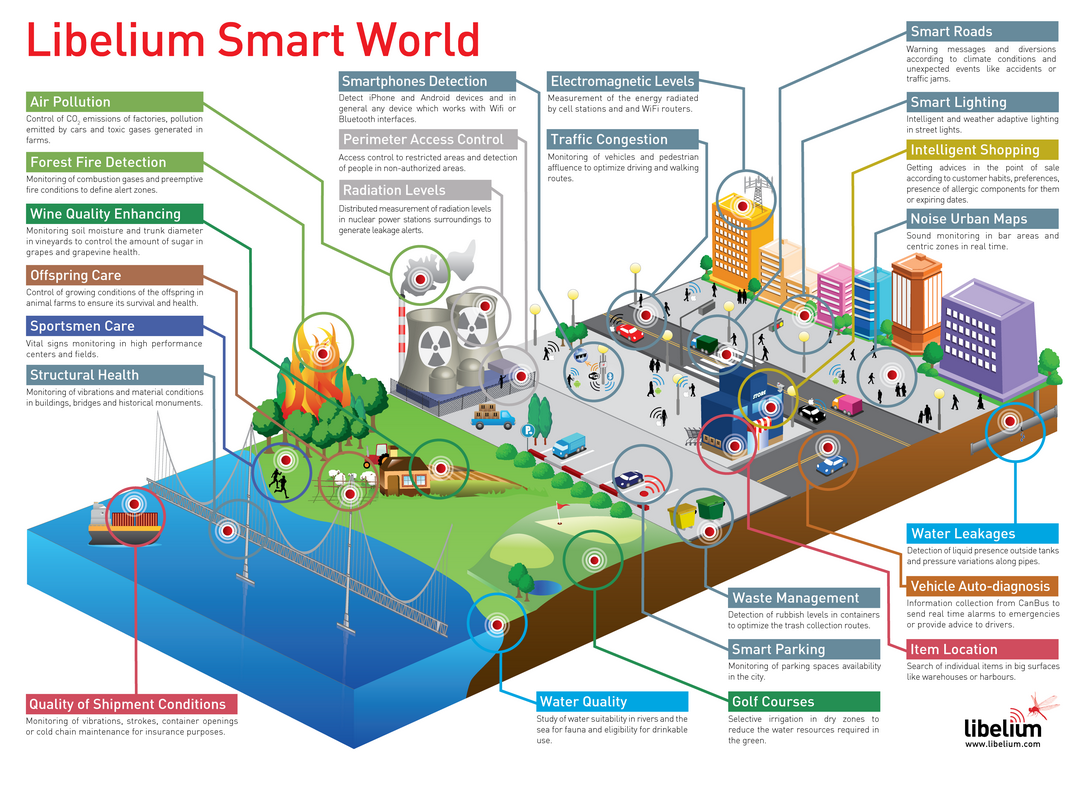 Libelium Smart World
Air Pollution
Control of CO2 emissions of factories, pollution
emitted by cars and toxic gases generated in
farms.
Forest Fire Detection
Monitoring of combustion gases and preemptive
fire conditions to define alert zones.
Wine Quality Enhancing
Monitoring soil moisture and trunk diameter
in vineyards to control the amount of sugar in
grapes and grapevine health.
Offspring Care
Control of growing conditions of the offspring in
animal farms to ensure its survival and health.
Sportsmen Care
Vital signs monitoring in high performance
centers and fields.
Structural Health
Monitoring of vibrations and material conditions
in buildings, bridges and historical monuments.
Quality of Shipment Conditions
Monitoring of vibrations, strokes, container openings
or cold chain maintenance for insurance purposes.
Smartphones Detection
Detect iPhone and Android devices and in
general any device which works with Wifi or
Bluetooth interfaces.
Perimeter Access Control
Access control to restricted areas and detection
of people in non-authorized areas.
Radiation Levels
Distributed measurement of radiation levels
in nuclear power stations surroundings to
generate leakage alerts.
Electromagnetic Levels
Measurement of the energy radiated
by cell stations and and WiFi routers.
Traffic Congestion
Monitoring of vehicles and pedestrian
affluence to optimize driving and walking
routes.
Smart Roads
Warning messages and diversions
according to climate conditions and
unexpected events like accidents or
traffic jams.
Smart Lighting
Intelligent and weather adaptive lighting
in street lights.
Intelligent Shopping
Getting advices in the point of sale
according to customer habits, preferences,
presence of allergic components for them
or expiring dates.
Noise Urban Maps
Sound monitoring in bar areas and
centric zones in real time.
STORE
P
Water Leakages
Detection of liquid presence outside tanks
and pressure variations along pipes.
Vehicle Auto-diagnosis
Information collection from CanBus to
send real time alarms to emergencies
or provide advice to drivers.
Item Location
Search of individual items in big surfaces
like warehouses or harbours.
Waste Management
Detection of rubbish levels in containers
to optimize the trash collection routes.
Smart Parking
Monitoring of parking spaces availability
in the city.
Golf Courses
Selective irrigation in dry zones to
reduce the water resources required in
the green.
Water Quality
Study of water suitability in rivers and the
sea for fauna and eligibility for drinkable
use.
libelium
www.libelium.com